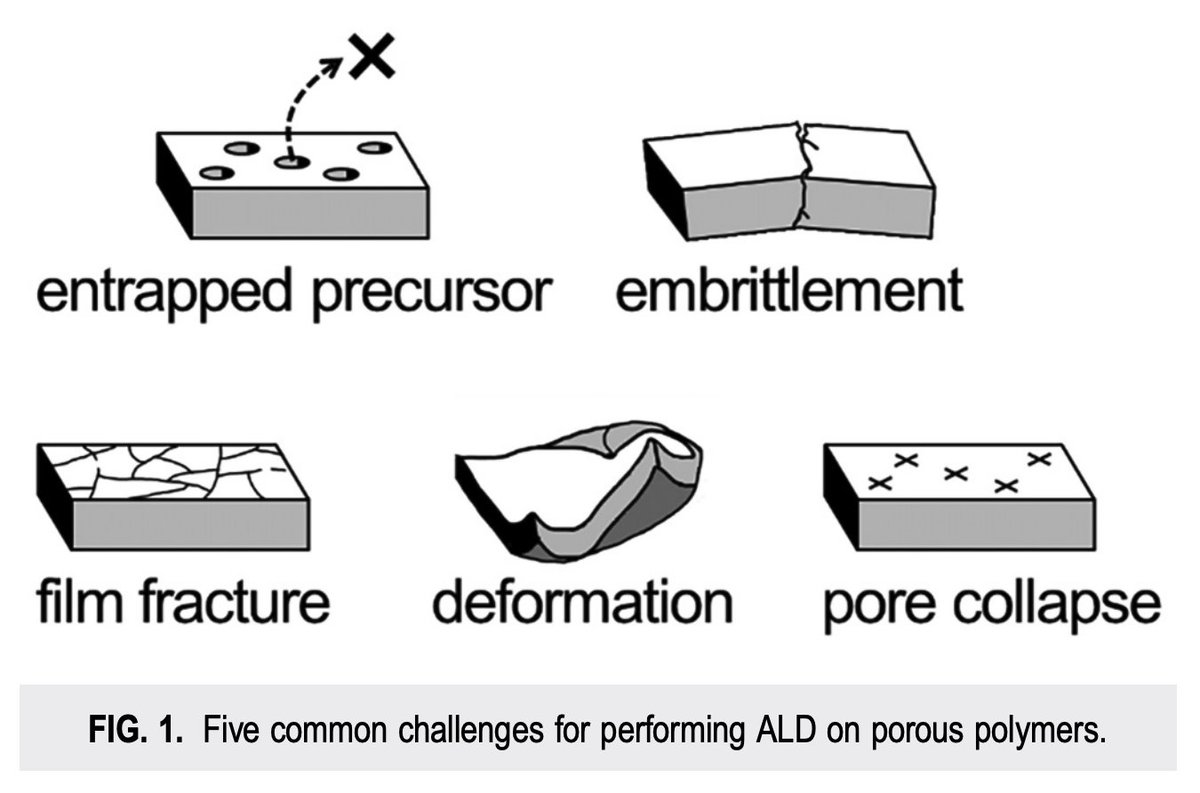 entrapped precursor
embrittlement
film fracture
deformation
pore collapse
FIG. 1. Five common challenges for performing ALD on porous polymers.